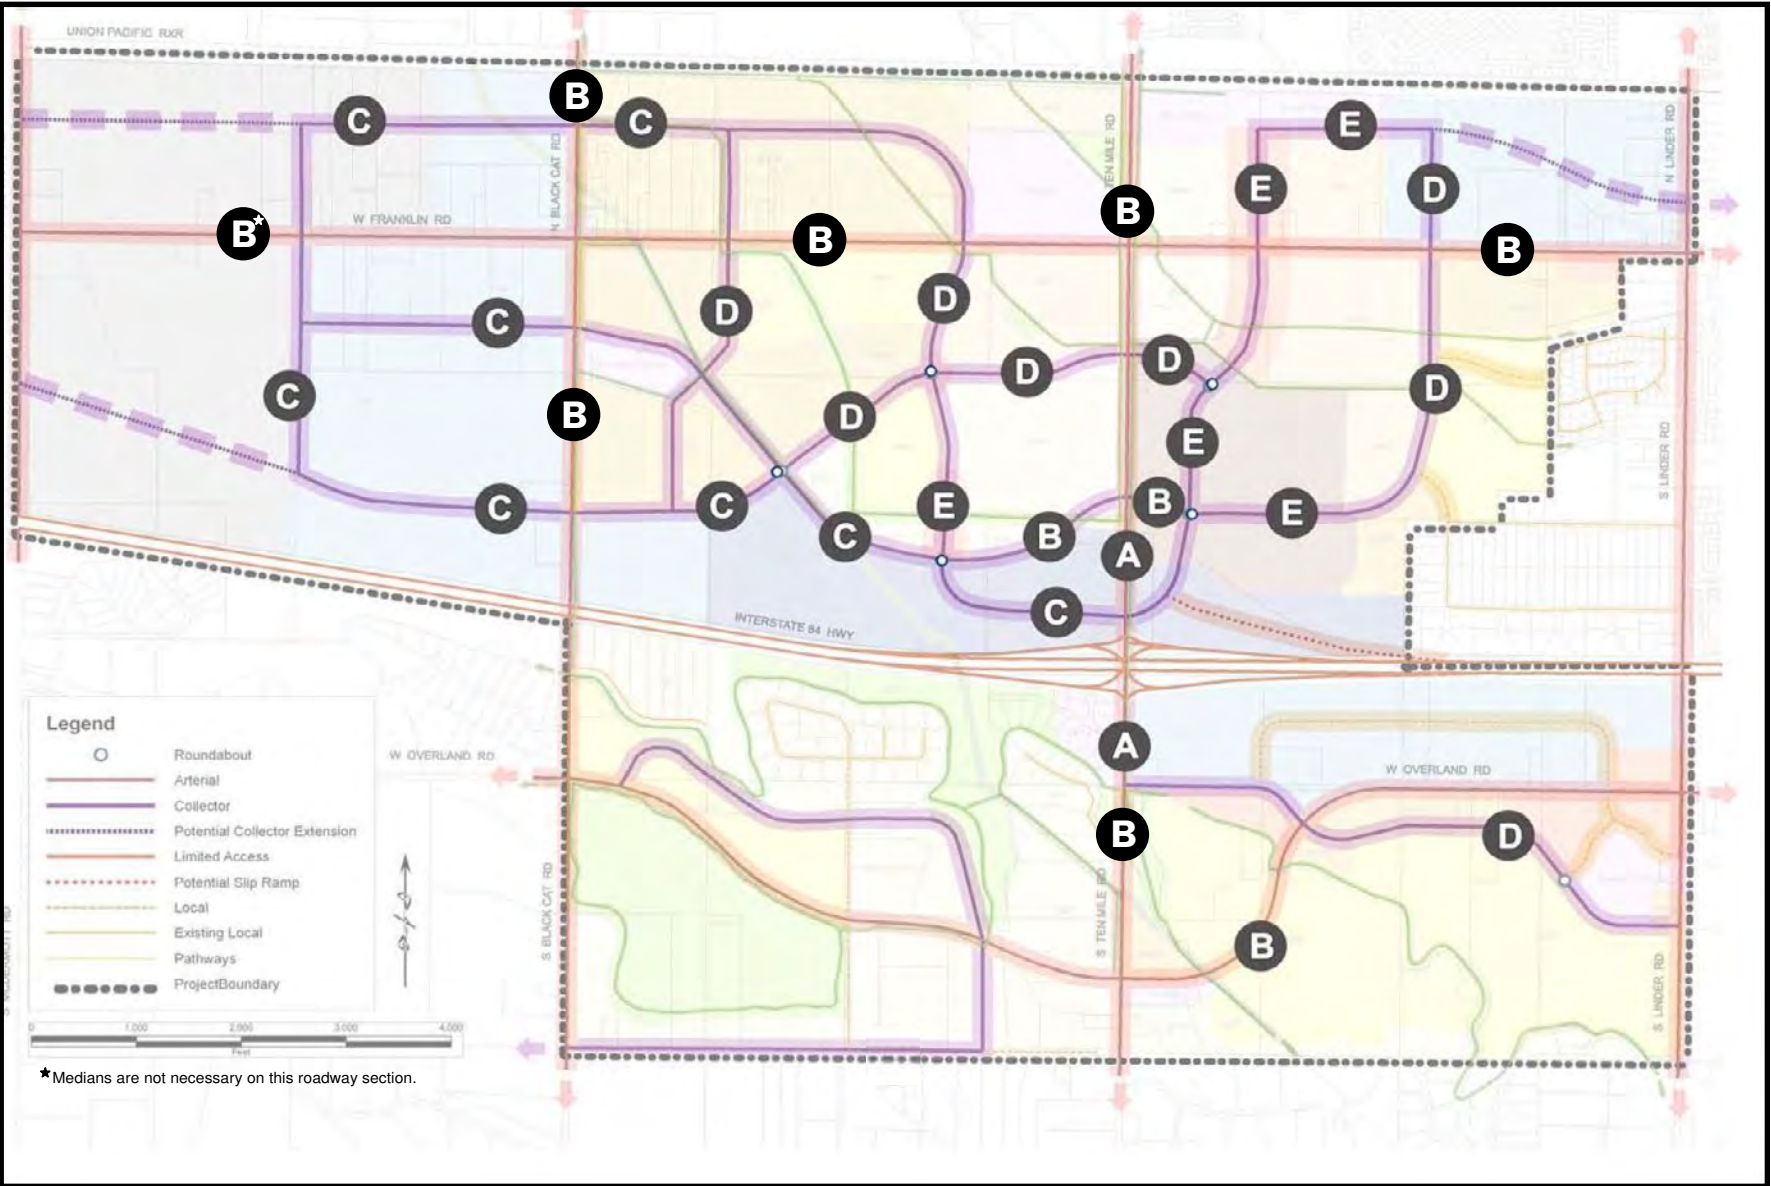 UNION PACIFIC RXR
B
C
C
E
N BLACK CAT RD
TEN MILE RD
N LINDER RD
E
D
B
W FRANKLIN RD
B★
B
B
D
D
C
D
D
C
D
B
D
E
S LINDER RD
C
C
E
B
E
C
B
A
C
INTERSTATE 84 HWY
A
W OVERLAND RD
W OVERLAND RD
B
D
S BLACK CAT RD
S TEN MILE RD
B
S LINDER RD
Legend
Roundabout
Arterial
Collector
Potential Collector Extension
Limited Access
Potential Slip Ramp
Local
Existing Local
Pathways
ProjectBoundary
0 1,000 2,000 3,000 4,000
Feet
★Medians are not necessary on this roadway section.